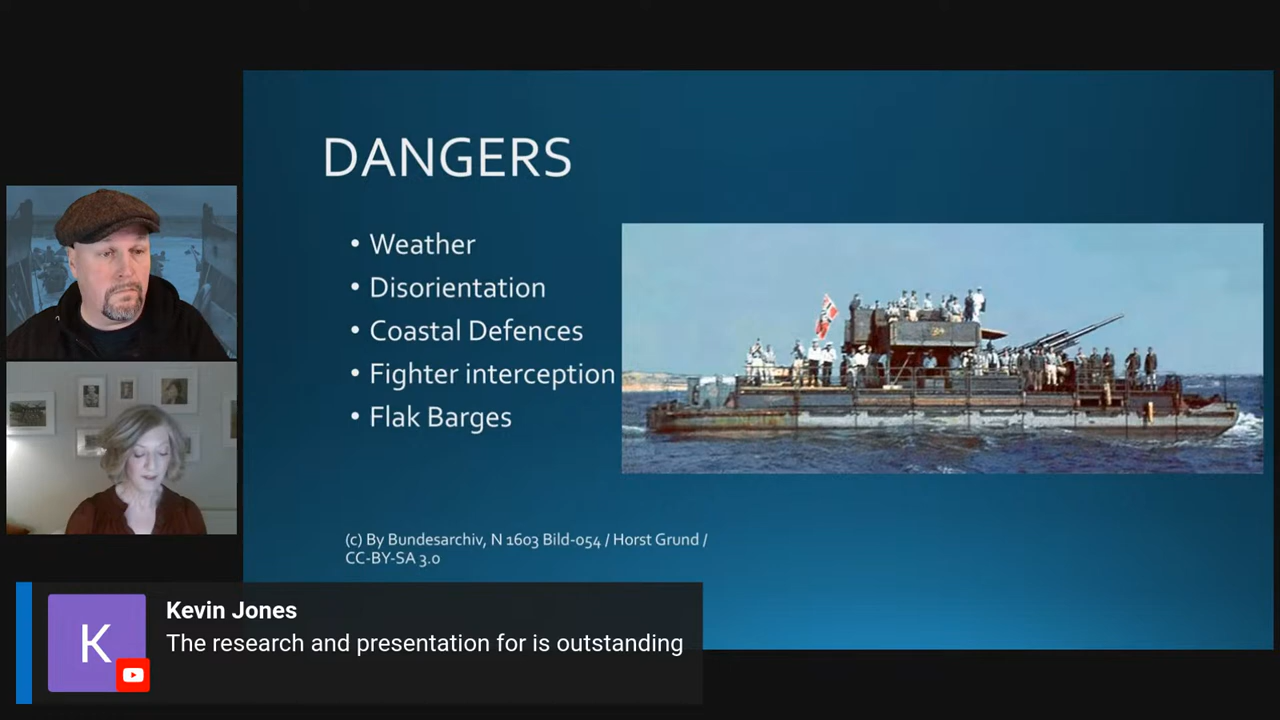 DANGERS
• Weather
• Disorientation
• Coastal Defences
• Fighter interception
• Flak Barges
(c) By Bundesarchiv, N 1603 Bild-054 / Horst Grund /
CC-BY-SA 3.0
K
Kevin Jones
The research and presentation for is outstanding